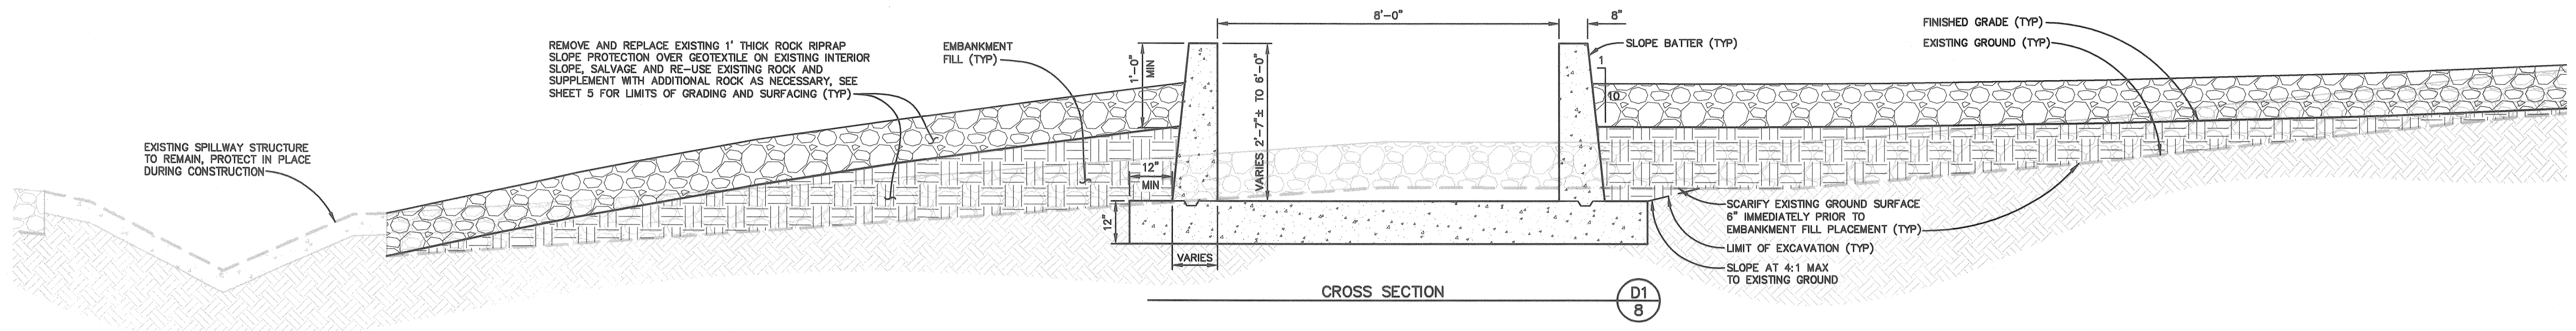 REMOVE AND REPLACE EXISTING 1' THICK ROCK RIPRAP
SLOPE PROTECTION OVER GEOTEXTILE ON EXISTING INTERIOR
SLOPE, SALVAGE AND RE-USE EXISTING ROCK AND
SUPPLEMENT WITH ADDITIONAL ROCK AS NECESSARY, SEE
SHEET 5 FOR LIMITS OF GRADING AND SURFACING (TYP)
EMBANKMENT
FILL (TYP)
EXISTING SPILLWAY STRUCTURE
TO REMAIN, PROTECT IN PLACE
DURING CONSTRUCTION
1'-0"
MIN
8'-0"
8"
VARIES 2'-7"± TO 6'-0"
SLOPE BATTER (TYP)
1
10
FINISHED GRADE (TYP)
EXISTING GROUND (TYP)
12"
MIN
12"
VARIES
SCARIFY EXISTING GROUND SURFACE
6" IMMEDIATELY PRIOR TO
EMBANKMENT FILL PLACEMENT (TYP)
LIMIT OF EXCAVATION (TYP)
SLOPE AT 4:1 MAX
TO EXISTING GROUND
CROSS SECTION
D1
8